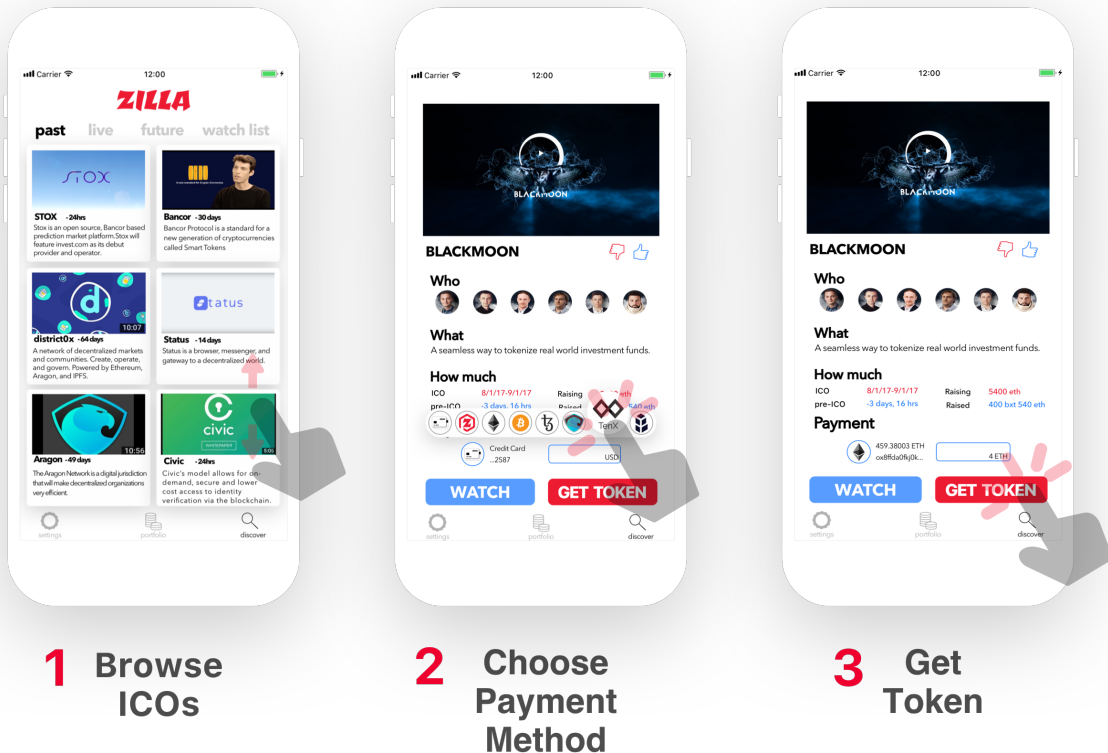 Carrier 12:00
ZILLA
past live future watch list
STOX
STOX - 24hrs
Stox is an open source, Bancor based
prediction market platform.Stox will
feature invest.com as its debut
provider and operator.
Bancor - 30 days
Bancor Protocol is a standard for a
new generation of cryptocurrencies
called Smart Tokens
d
10:07
district0x - 64 days
A network of decentralized markets
and communities. Create, operate,
and govern. Powered by Ethereum,
Aragon, and IPFS.
Status
Status - 14 days
Status is a browser, messenger, and
gateway to a decentralized world.
10:56
Aragon - 49 days
The Aragon Network is a digital jurisdiction
that will make decentralized organizations
very efficient.
CIVIC
WHITEPAPER
5:05
Civic - 24hrs
Civic's model allows for on-
demand, secure and lower
cost access to identity
verification via the blockchain.
settings portfolio discover
1 Browse
ICOs
Carrier 12:00
BLACKMOON
BLACKMOON
Who
What
A seamless way to tokenize real world investment funds.
How much
ICO 8/1/17-9/1/17 Raising eth
pre-ICO -3 days, 16 hrs Raised 540 eth
TenX
Credit Card
...2587
USD
WATCH GET TOKEN
settings portfolio discover
2 Choose
Payment
Method
Carrier 12:00
BLACKMOON
BLACKMOON
Who
What
A seamless way to tokenize real world investment funds.
How much
ICO 8/1/17-9/1/17 Raising 5400 eth
pre-ICO -3 days, 16 hrs Raised 400 bxt 540 eth
Payment
459.38003 ETH
ox8ffda0fkj0k...
4 ETH
WATCH GET TOKEN
settings portfolio discover
3 Get
Token